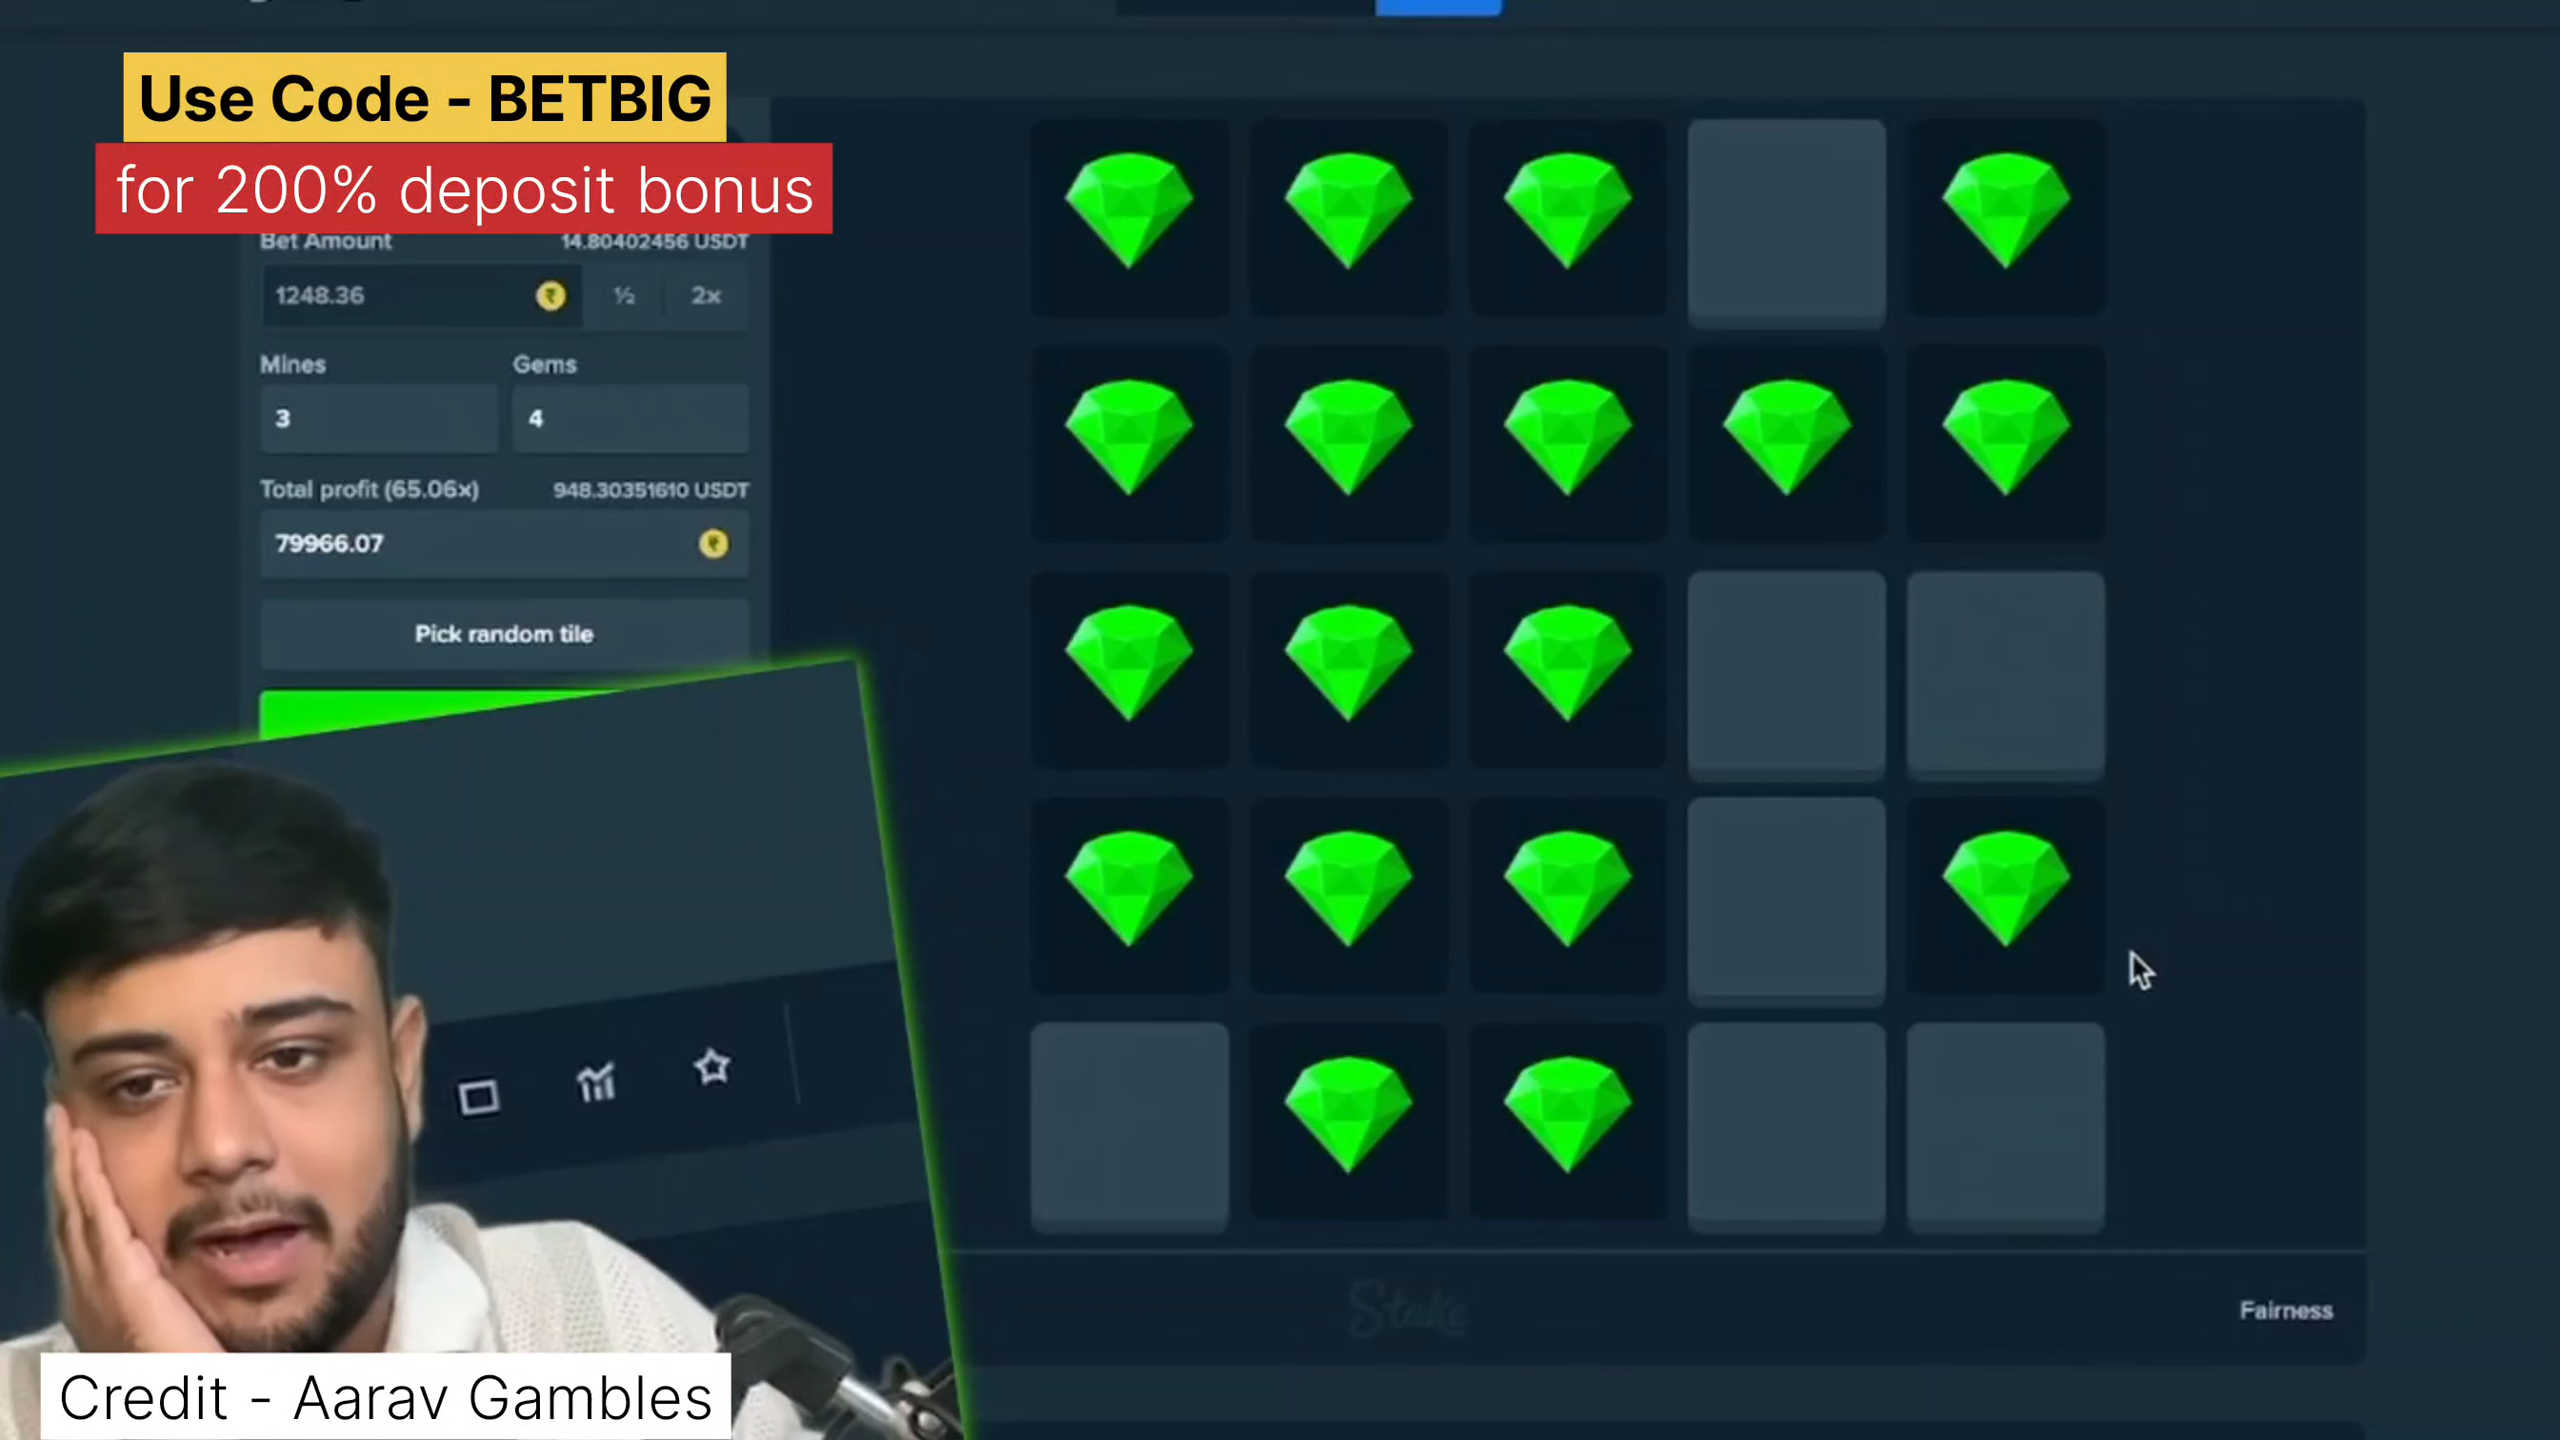 Use Code - BETBIG
for 200% deposit bonus
Bet Amount 14.80402456 USDT
1248.36 ₹ ½ 2x
Mines Gems
3 4
Total profit (65.06x) 948.30351610 USDT
79966.07 ₹
Pick random tile
Stake
Fairness
Credit - Aarav Gambles